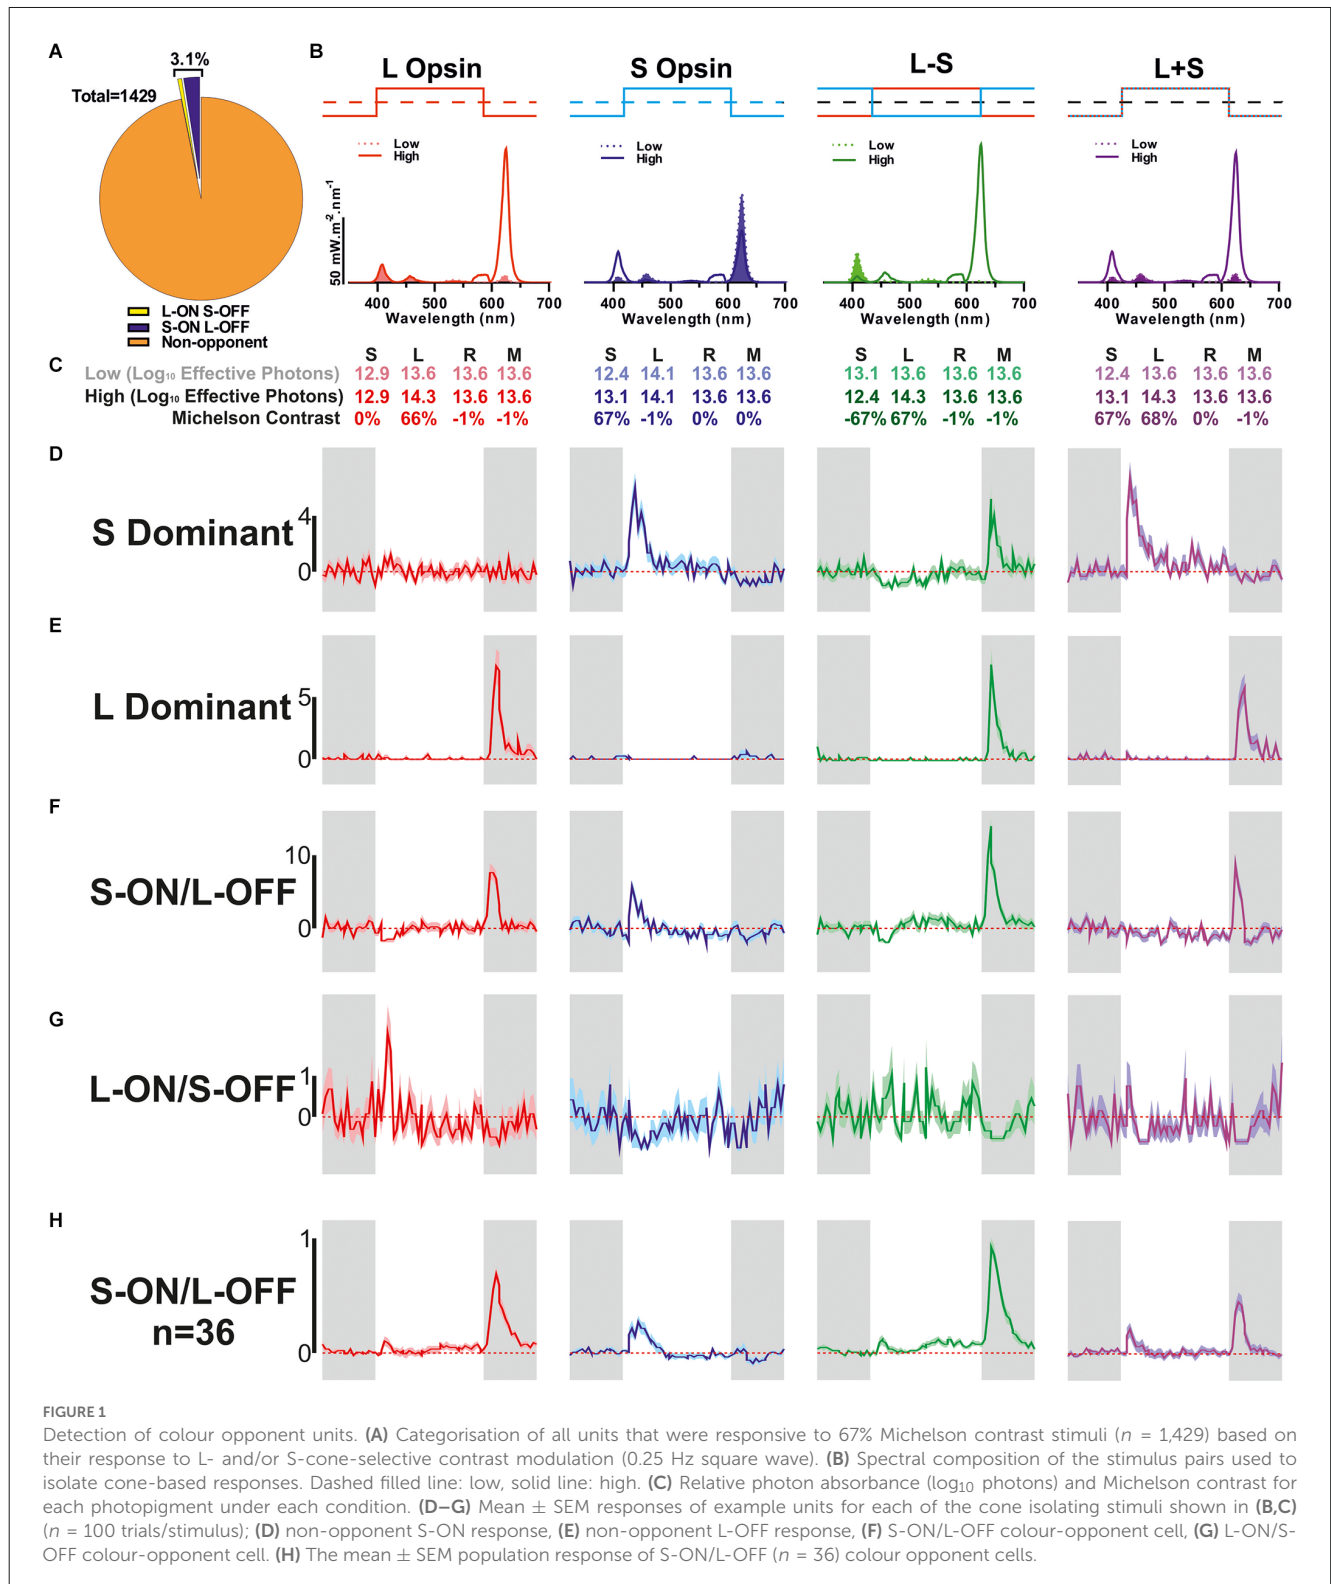 A
3.1%
Total=1429
L-ON S-OFF
S-ON L-OFF
Non-opponent
B
L Opsin
S Opsin
L-S
L+S
Low
High
Low
High
Low
High
Low
High
50 mW.m-2.nm-1
400 500 600 700
400 500 600 700
400 500 600 700
400 500 600 700
Wavelength (nm)
Wavelength (nm)
Wavelength (nm)
Wavelength (nm)
C
S L R M S L R M S L R M S L R M
Low (Log10 Effective Photons) 12.9 13.6 13.6 13.6 12.4 14.1 13.6 13.6 13.1 13.6 13.6 13.6 12.4 13.6 13.6 13.6
High (Log10 Effective Photons) 12.9 14.3 13.6 13.6 13.1 14.1 13.6 13.6 12.4 14.3 13.6 13.6 13.1 14.3 13.6 13.6
Michelson Contrast 0% 66% -1% -1% 67% -1% 0% 0% -67% 67% -1% -1% 67% 68% 0% -1%
D
S Dominant
4
0
E
L Dominant
5
0
F
S-ON/L-OFF
10
0
G
L-ON/S-OFF
1
0
H
S-ON/L-OFF
n=36
1
0
FIGURE 1
Detection of colour opponent units. (A) Categorisation of all units that were responsive to 67% Michelson contrast stimuli (n = 1,429) based on
their response to L- and/or S-cone-selective contrast modulation (0.25 Hz square wave). (B) Spectral composition of the stimulus pairs used to
isolate cone-based responses. Dashed filled line: low, solid line: high. (C) Relative photon absorbance (log10 photons) and Michelson contrast for
each photopigment under each condition. (D–G) Mean ± SEM responses of example units for each of the cone isolating stimuli shown in (B,C)
(n = 100 trials/stimulus); (D) non-opponent S-ON response, (E) non-opponent L-OFF response, (F) S-ON/L-OFF colour-opponent cell, (G) L-ON/S-
OFF colour-opponent cell. (H) The mean ± SEM population response of S-ON/L-OFF (n = 36) colour opponent cells.